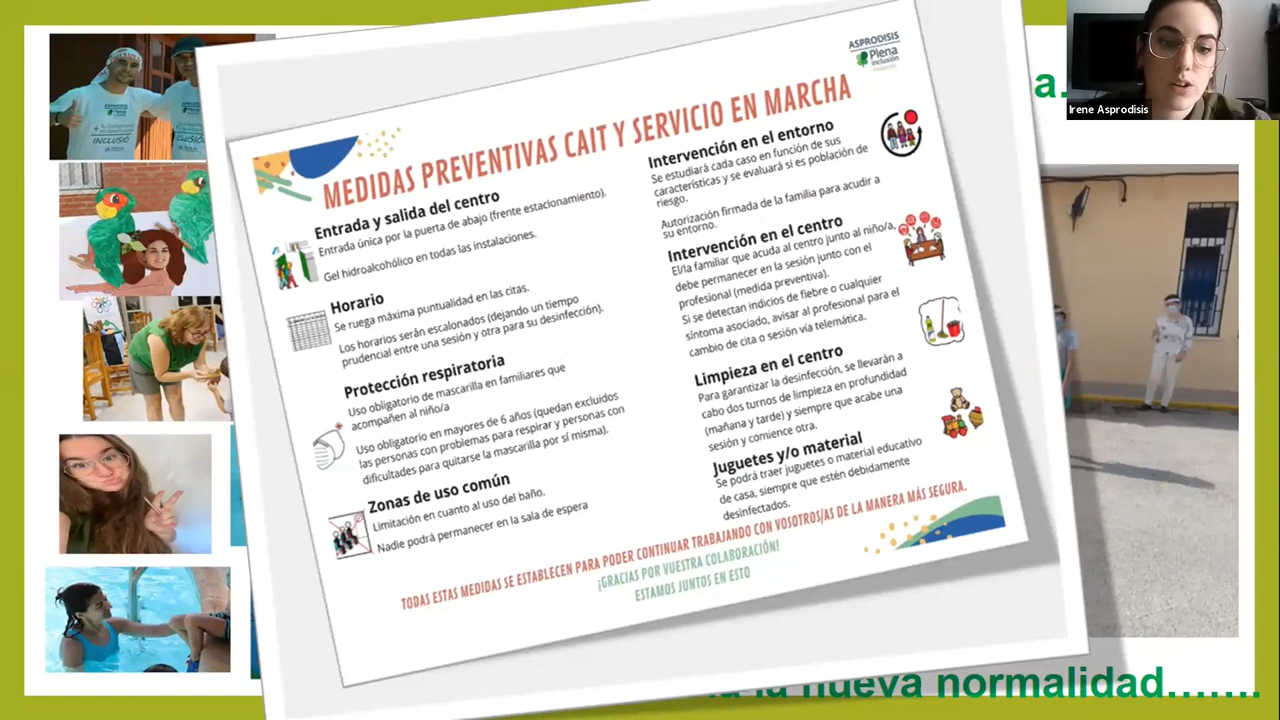 ASPRODISIS
Plena
inclusión
MEDIDAS PREVENTIVAS CAIT Y SERVICIO EN MARCHA
Entrada y salida del centro
Entrada única por la puerta de abajo (frente estacionamiento).
Gel hidroalcohólico en todas las instalaciones.
Horario
Se ruega máxima puntualidad en las citas.
Los horarios serán escalonados (dejando un tiempo
prudencial entre una sesión y otra para su desinfección).
Protección respiratoria
Uso obligatorio de mascarilla en familiares que
acompañen al niño/a
Uso obligatorio en mayores de 6 años (quedan excluidos
las personas con problemas para respirar y personas con
dificultades para quitarse la mascarilla por sí misma).
Zonas de uso común
Limitación en cuanto al uso del baño.
Nadie podrá permanecer en la sala de espera
Intervención en el entorno
Se estudiará cada caso en función de sus
características y se evaluará si es población de
riesgo.
Autorización firmada de la familia para acudir a
su entorno.
Intervención en el centro
El/la familiar que acuda al centro junto al niño/a,
debe permanecer en la sesión junto con el
profesional (medida preventiva).
Si se detectan indicios de fiebre o cualquier
síntoma asociado, avisar al profesional para el
cambio de cita o sesión vía telemática.
Limpieza en el centro
Para garantizar la desinfección, se llevarán a
cabo dos turnos de limpieza en profundidad
(mañana y tarde) y siempre que acabe una
sesión y comience otra.
Juguetes y/o material
Se podrá traer juguetes o material educativo
de casa, siempre que estén debidamente
desinfectados.
TODAS ESTAS MEDIDAS SE ESTABLECEN PARA PODER CONTINUAR TRABAJANDO CON VOSOTROS/AS DE LA MANERA MÁS SEGURA.
¡GRACIAS POR VUESTRA COLABORACIÓN!
ESTAMOS JUNTOS EN ESTO
a.
Irene Asprodisis
ASPRODISIS
Plena
INCLUSIÓ
la nueva normalidad.......